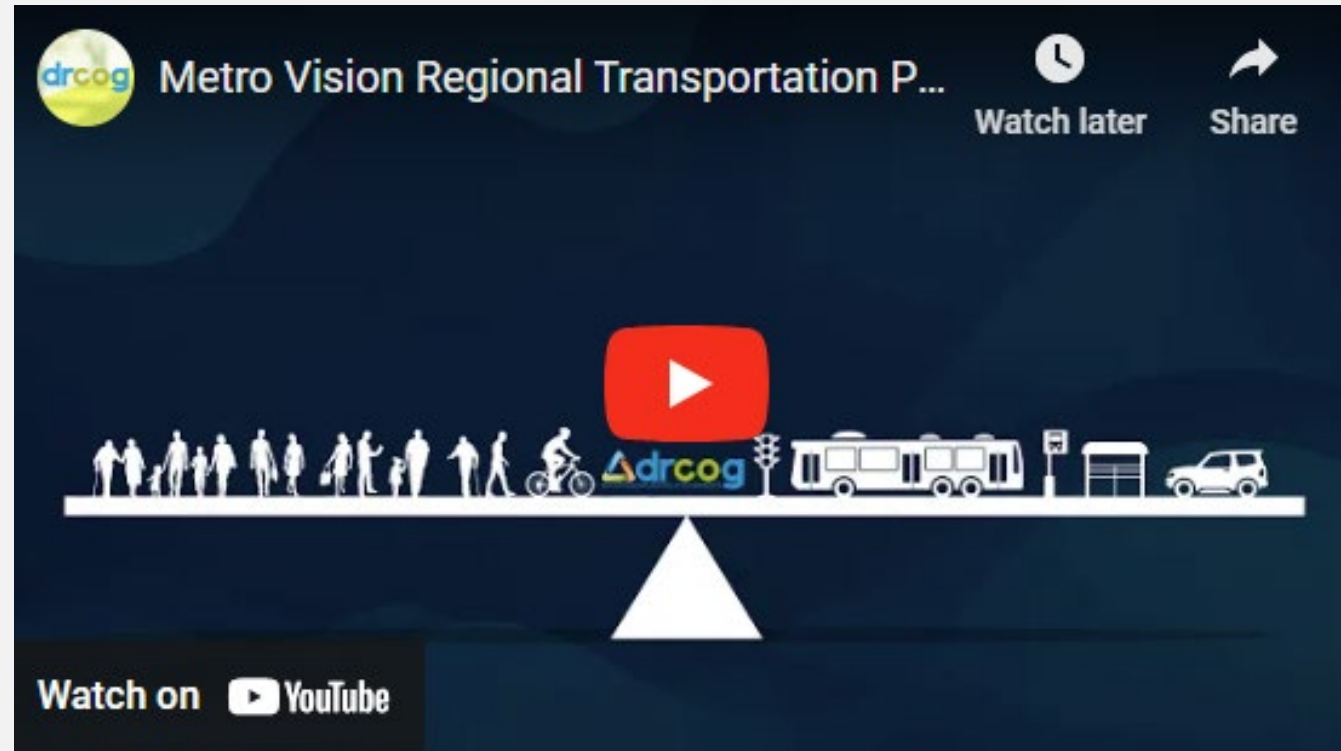 drcog
Metro Vision Regional Transportation P...
Watch later
Share
drcog
Watch on YouTube